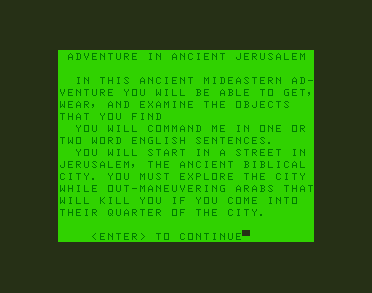 ADVENTURE IN ANCIENT JERUSALEM
IN THIS ANCIENT MIDEASTERN AD-
VENTURE YOU WILL BE ABLE TO GET,
WEAR, AND EXAMINE THE OBJECTS
THAT YOU FIND
YOU WILL COMMAND ME IN ONE OR
TWO WORD ENGLISH SENTENCES.
YOU WILL START IN A STREET IN
JERUSALEM, THE ANCIENT BIBLICAL
CITY. YOU MUST EXPLORE THE CITY
WHILE OUT-MANEUVERING ARABS THAT
WILL KILL YOU IF YOU COME INTO
THEIR QUARTER OF THE CITY.
<ENTER> TO CONTINUE